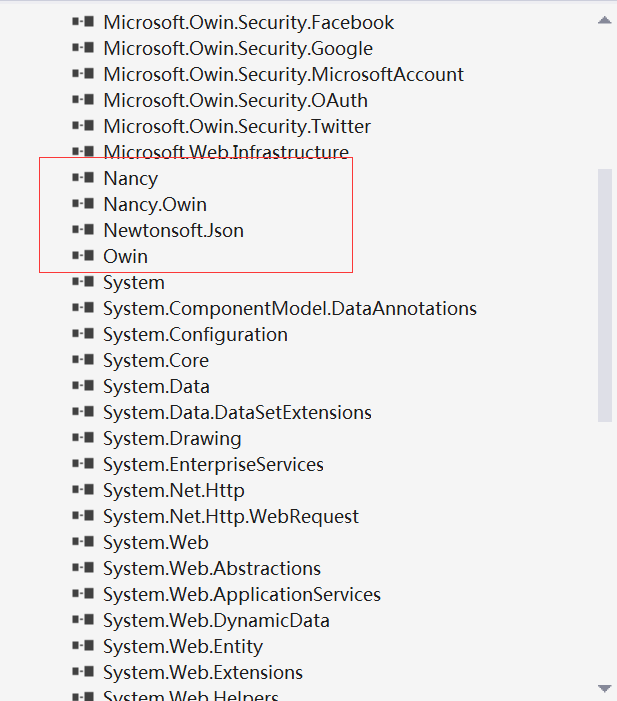 Microsoft.Owin.Security.Facebook
Microsoft.Owin.Security.Google
Microsoft.Owin.Security.MicrosoftAccount
Microsoft.Owin.Security.OAuth
Microsoft.Owin.Security.Twitter
Microsoft.Web.Infrastructure
Nancy
Nancy.Owin
Newtonsoft.Json
Owin
System
System.ComponentModel.DataAnnotations
System.Configuration
System.Core
System.Data
System.Data.DataSetExtensions
System.Drawing
System.EnterpriseServices
System.Net.Http
System.Net.Http.WebRequest
System.Web
System.Web.Abstractions
System.Web.ApplicationServices
System.Web.DynamicData
System.Web.Entity
System.Web.Extensions
System.Web.Helpers